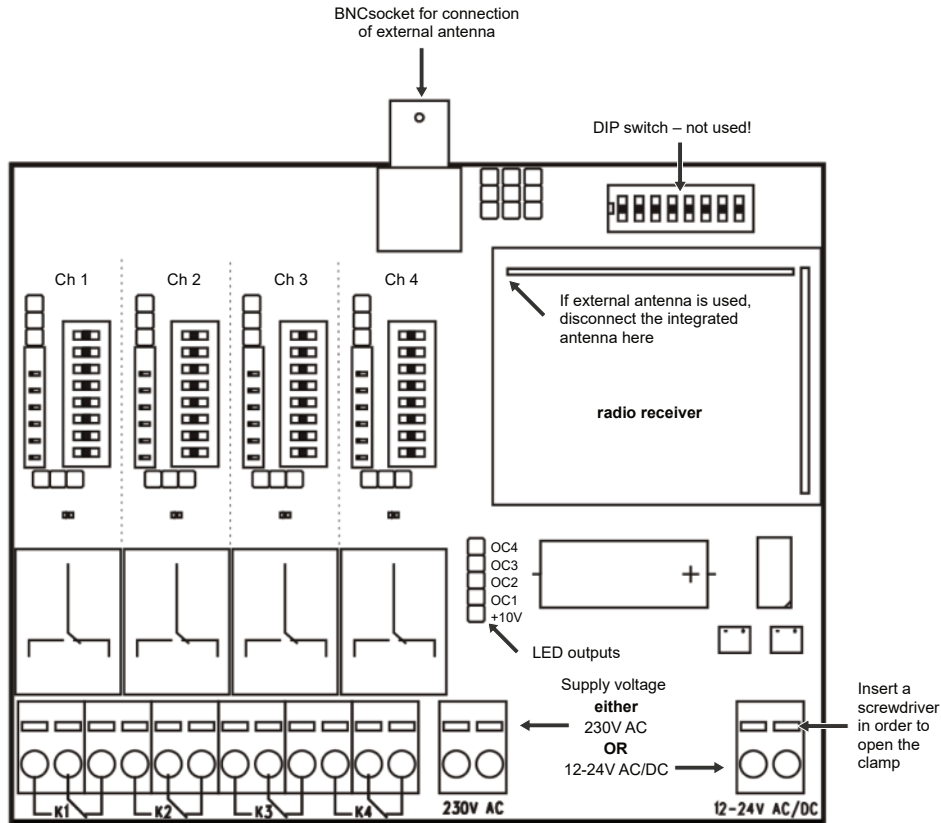 BNCsocket for connection
of external antenna
DIP switch – not used!
Ch 1
Ch 2
Ch 3
Ch 4
If external antenna is used,
disconnect the integrated
antenna here
radio receiver
OC4
OC3
OC2
OC1
+10V
LED outputs
Supply voltage
either
230V AC
OR
12-24V AC/DC
Insert a
screwdriver
in order to
open the
clamp
K1
K2
K3
K4
230V AC
12-24V AC/DC